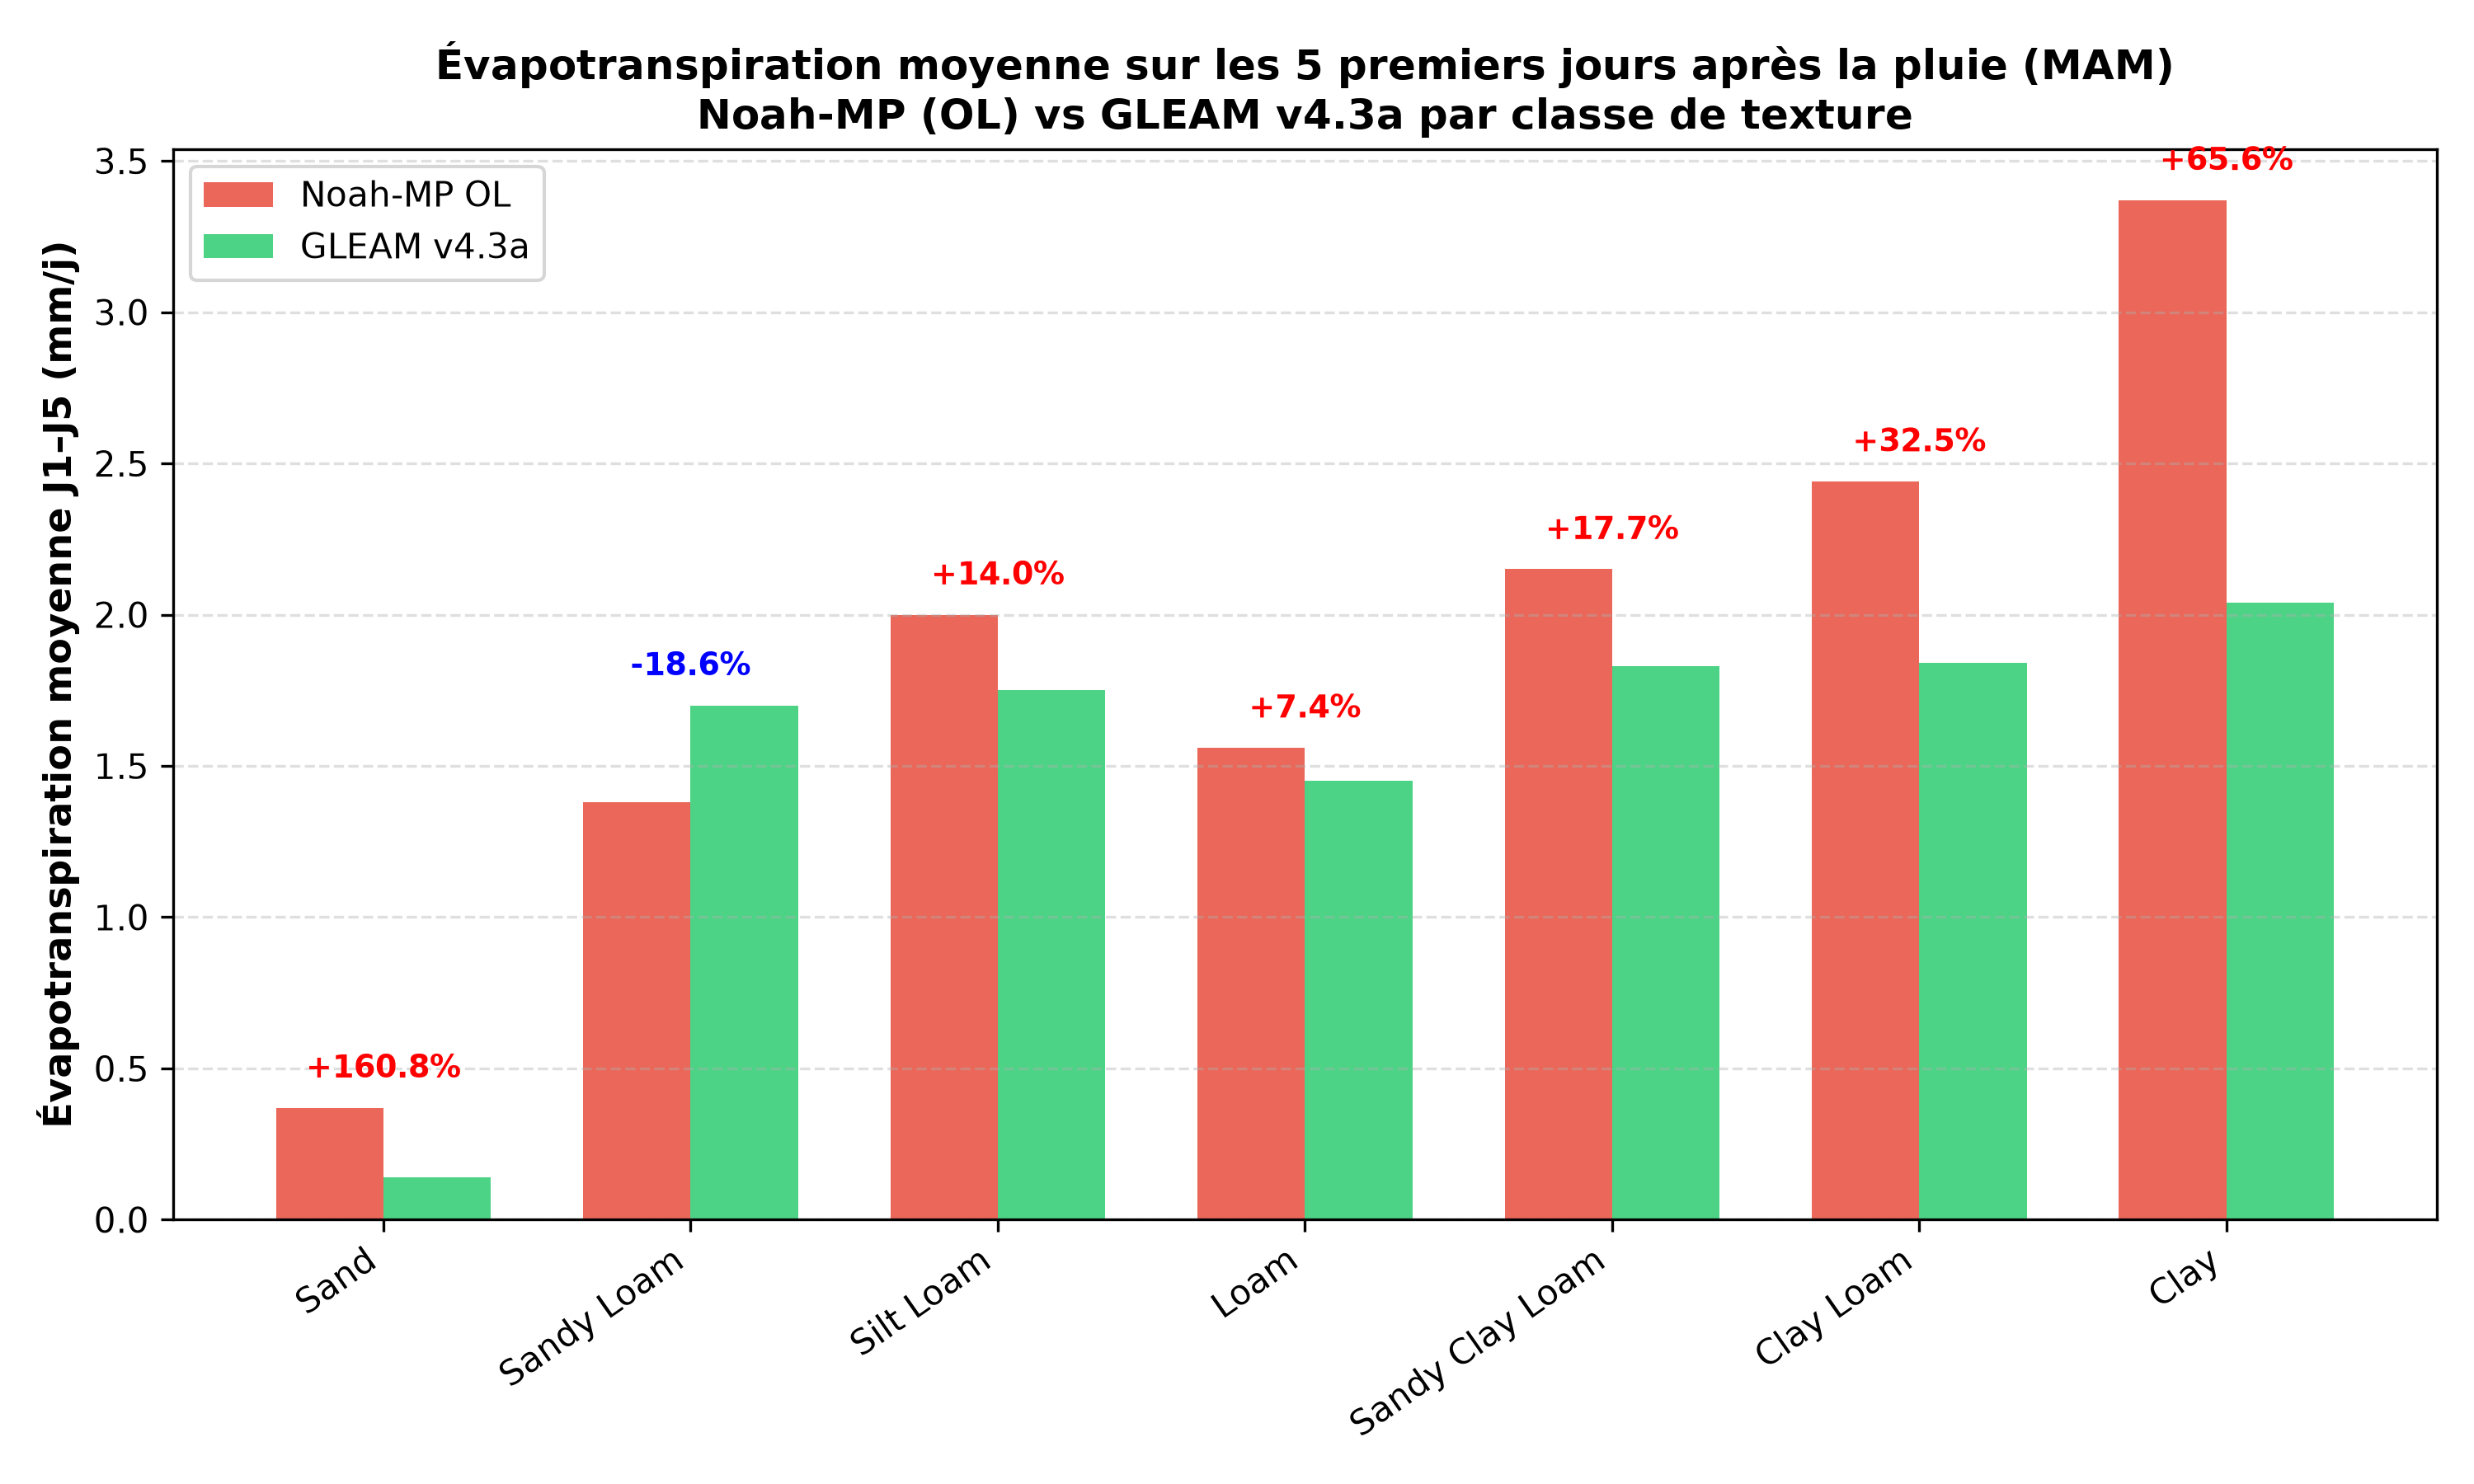 Évapotranspiration moyenne sur les 5 premiers jours après la pluie (MAM)
Noah-MP (OL) vs GLEAM v4.3a par classe de texture
Évapotranspiration moyenne J1–J5 (mm/j)
3.5
3.0
2.5
2.0
1.5
1.0
0.5
0.0
Noah-MP OL
GLEAM v4.3a
+160.8%
-18.6%
+14.0%
+7.4%
+17.7%
+32.5%
+65.6%
Sand
Sandy Loam
Silt Loam
Loam
Sandy Clay Loam
Clay Loam
Clay